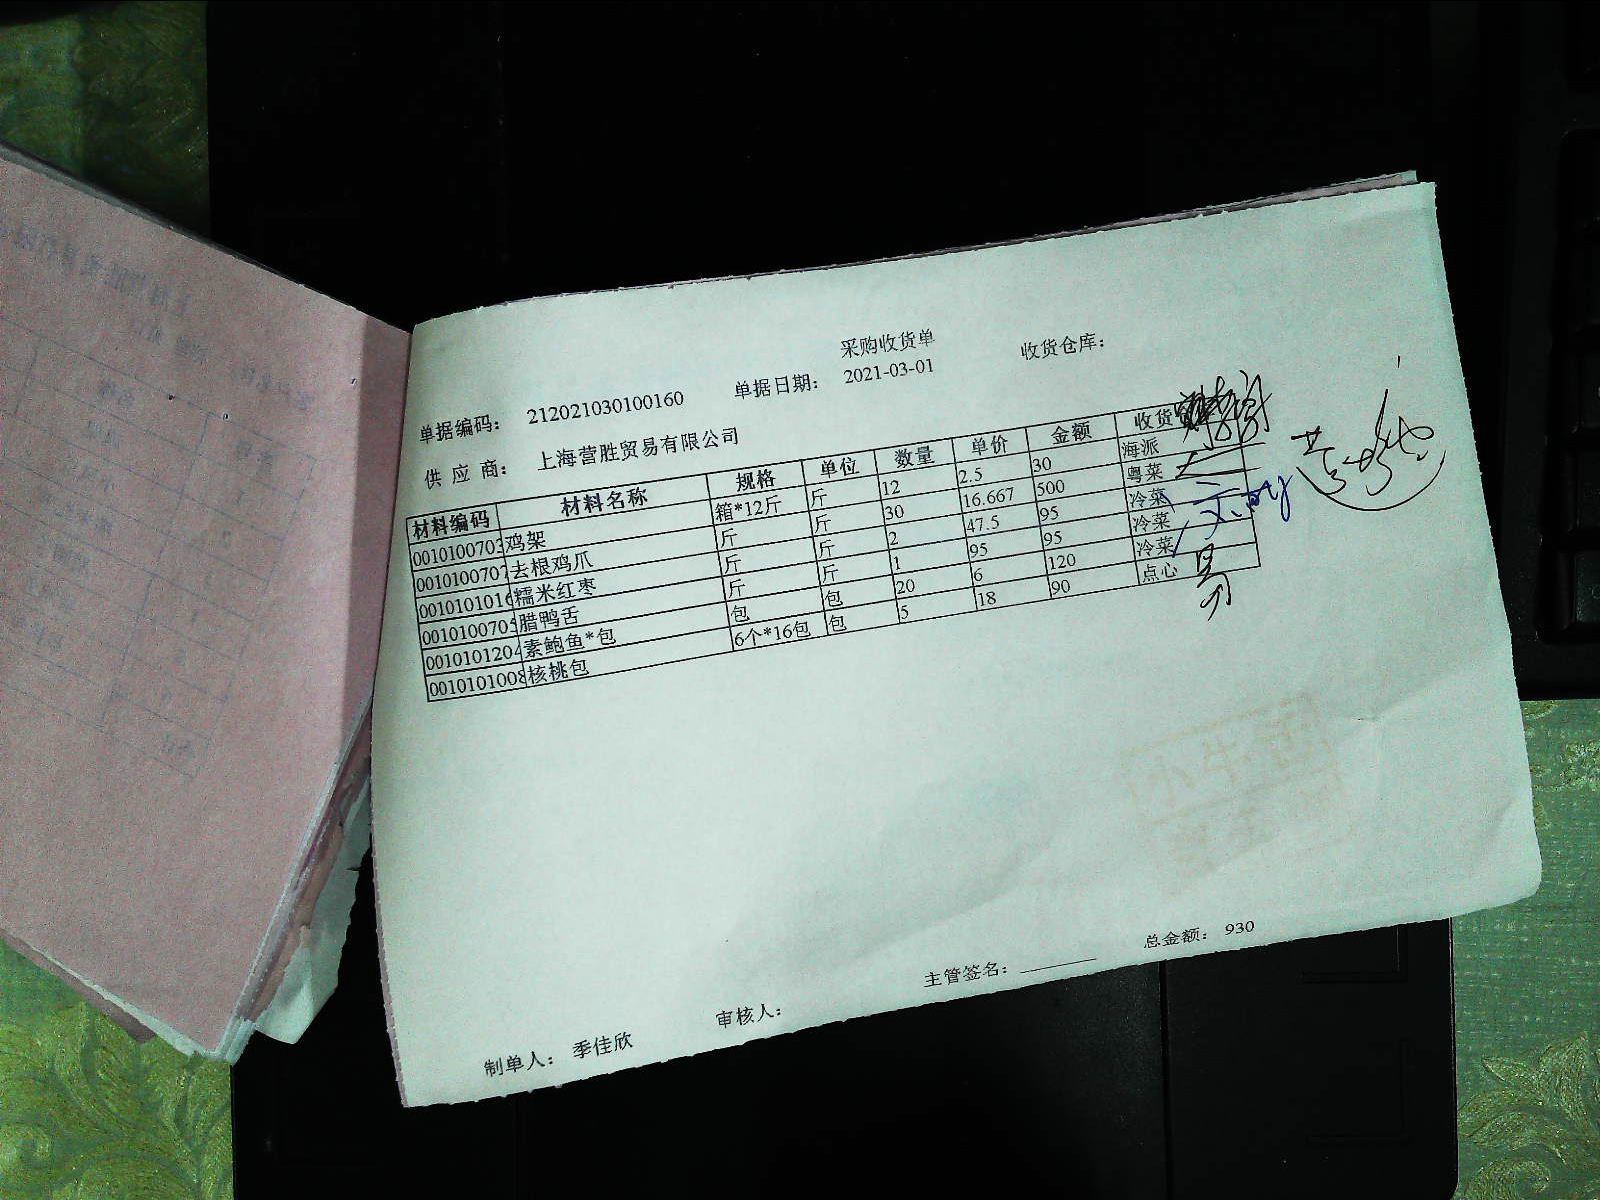 采购收货单
单据编码： 212021030100160 单据日期： 2021-03-01 收货仓库：
供 应 商： 上海营胜贸易有限公司
材料编码 材料名称 规格 单位 数量 单价 金额 收货
0010100703 鸡架 箱*12斤 斤 12 2.5 30 海派
0010100707 去根鸡爪 斤 斤 30 16.667 500 粤菜
0010101016 糯米红枣 斤 斤 2 47.5 95 冷菜
0010100705 腊鸭舌 斤 斤 1 95 95 冷菜
0010101204 素鲍鱼*包 包 包 20 6 120 冷菜
0010101008 核桃包 6个*16包 包 5 18 90 点心
制单人： 季佳欣 审核人： 主管签名： 总金额： 930